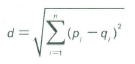 d = √(∑_{i=1}^{n} (p_i − q_i)^2)